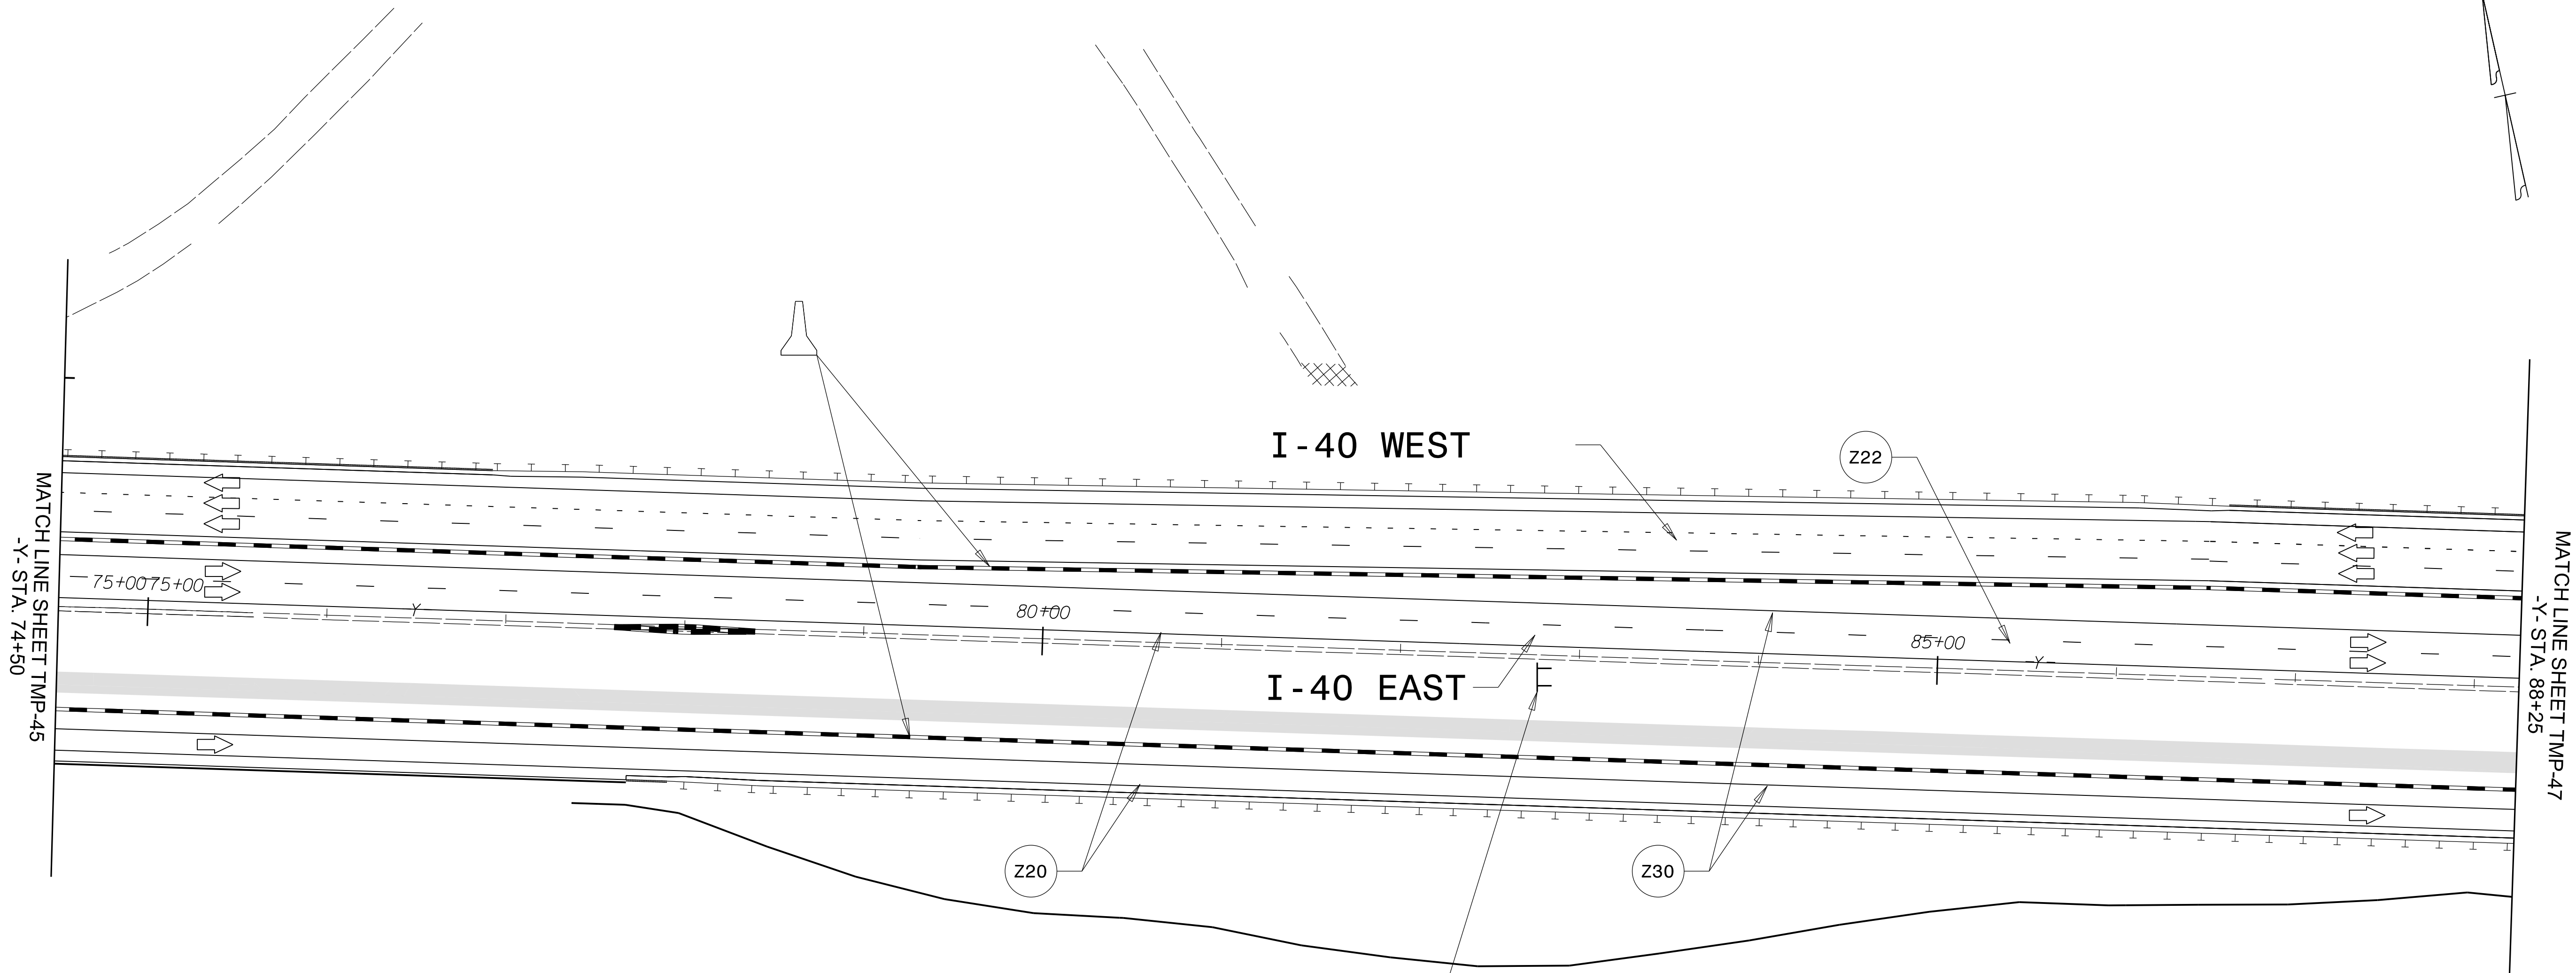 I-40 WEST
Z22
MATCH LINE SHEET TMP-45
-Y- STA. 74+50
75+00 75+00
Y
80+00
85+00
-Y-
I-40 EAST
MATCH LINE SHEET TMP-47
-Y- STA. 88+25
Z20
Z30